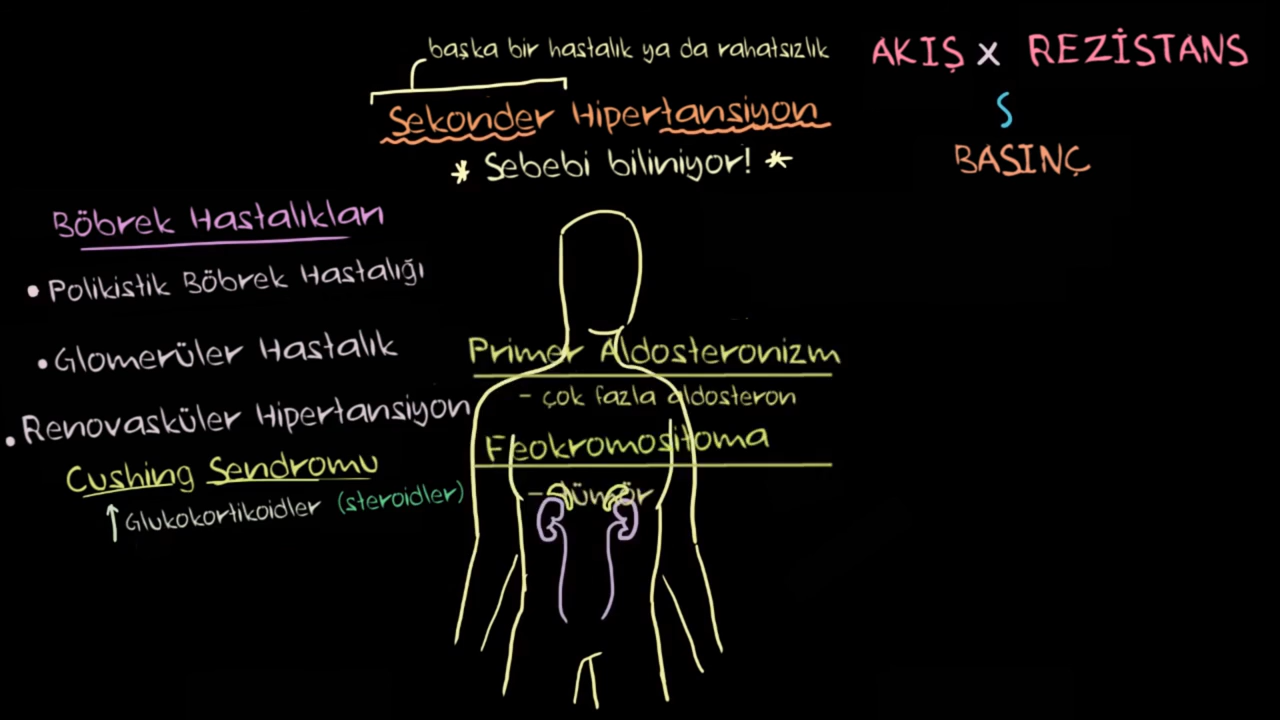 başka bir hastalık ya da rahatsızlık
Sekonder Hipertansiyon
* Sebebi biliniyor! *
AKIŞ x REZİSTANS
S
BASINÇ
Böbrek Hastalıkları
• Polikistik Böbrek Hastalığı
• Glomerüler Hastalık
• Renovasküler Hipertansiyon
Cushing Sendromu
↑ Glukokortikoidler (steroidler)
Primer Aldosteronizm
- çok fazla aldosteron
Feokromositoma
- tümör